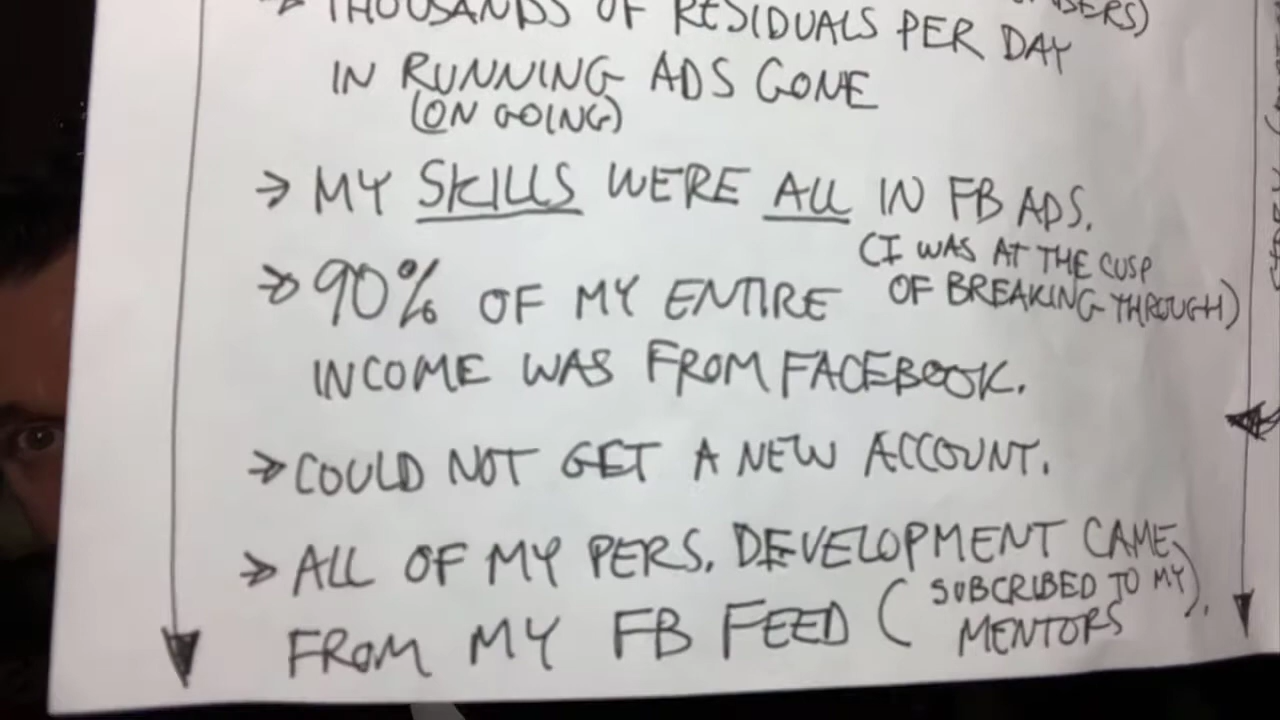 → THOUSANDS OF RESIDUALS PER DAY
IN RUNNING ADS GONE
(ON GOING)
→ MY SKILLS WERE ALL IN FB ADS.
(I WAS AT THE CUSP
OF BREAKING THROUGH)
→ 90% OF MY ENTIRE
INCOME WAS FROM FACEBOOK.
→ COULD NOT GET A NEW ACCOUNT.
→ ALL OF MY PERS. DEVELOPMENT CAME
FROM MY FB FEED (SUBCRIBED TO MY
MENTORS).